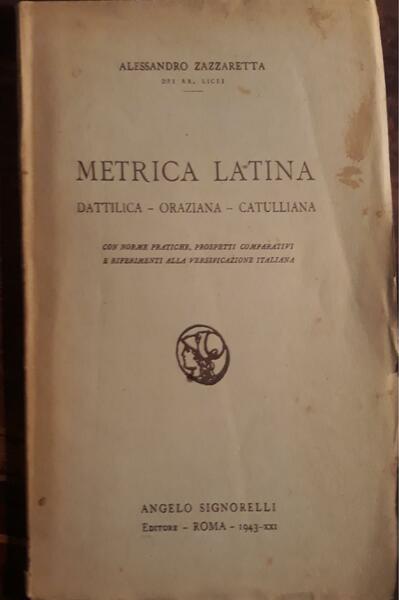 ALESSANDRO ZAZZARETTA
DEI RR. LICEI
METRICA LATINA
DATTILICA - ORAZIANA - CATULLIANA
CON NORME PRATICHE, PROSPETTI COMPARATIVI
E RIFERIMENTI ALLA VERSIFICAZIONE ITALIANA
ANGELO SIGNORELLI
EDITORE - ROMA - 1943-XXI